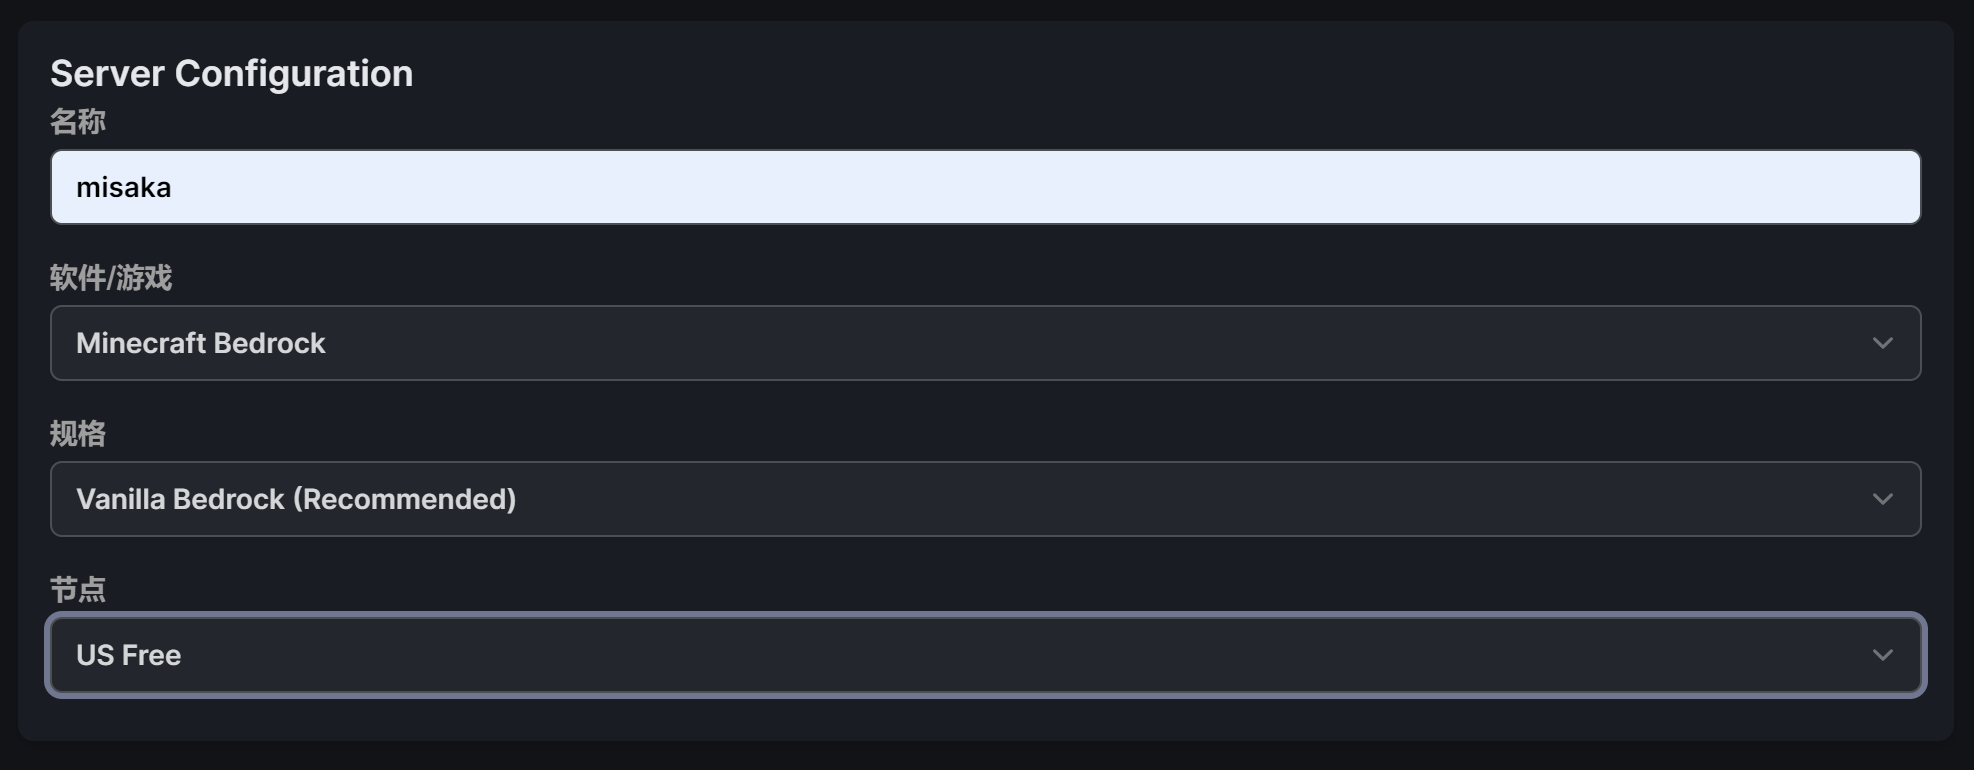 Server Configuration
名称
misaka
软件/游戏
Minecraft Bedrock
规格
Vanilla Bedrock (Recommended)
节点
US Free